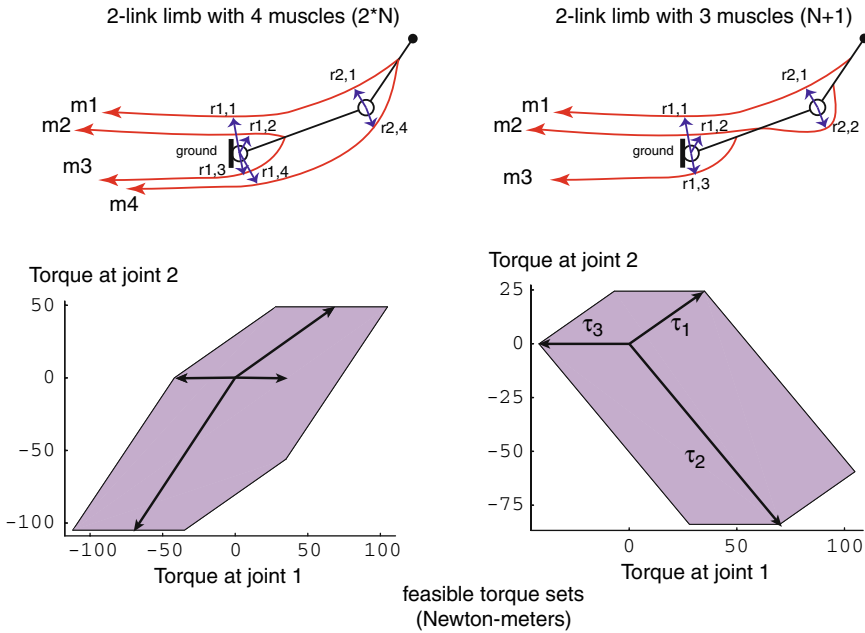 2-link limb with 4 muscles (2*N)
r2,1
m1
r1,1
m2
r1,2
r2,4
ground
m3
r1,3
r1,4
m4
2-link limb with 3 muscles (N+1)
r2,1
m1
r1,1
m2
r1,2
r2,2
ground
m3
r1,3
Torque at joint 2
50
0
-50
-100
-100
-50
0
50
100
Torque at joint 1
Torque at joint 2
25
0
-25
-50
-75
τ3
τ1
τ2
0
50
100
Torque at joint 1
feasible torque sets
(Newton-meters)